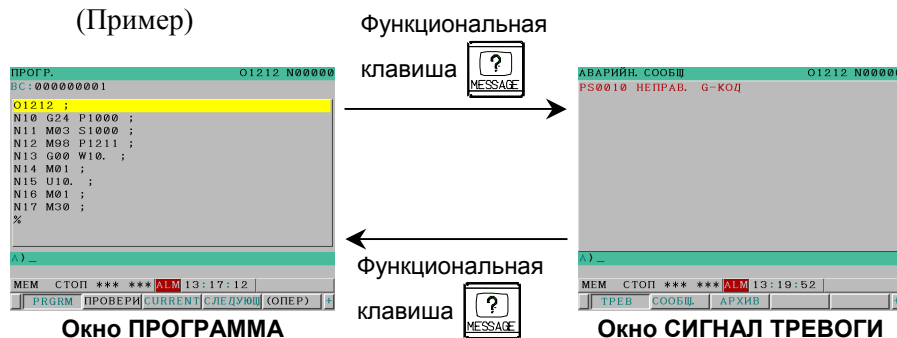 (Пример)
Функциональная
клавиша
?
MESSAGE
ПРОГР. O1212 N00000
ВС:000000001
O1212 ;
N10 G24 P1000 ;
N11 M03 S1000 ;
N12 M98 P1211 ;
N13 G00 W10. ;
N14 M01 ;
N15 U10. ;
N16 M01 ;
N17 M30 ;
%
A)_
МЕМ СТОП *** *** ALM 13:17:12
PRGRM ПРОВЕРИ CURRENT СЛЕДУЮЩ (ОПЕР) +
Окно ПРОГРАММА
АВАРИЙН. СООБЩ O1212 N00000
PS0010 НЕПРАВ. G-КОД
A)_
МЕМ СТОП *** *** ALM 13:19:52
ТРЕВ СООБЩ. АРХИВ +
Окно СИГНАЛ ТРЕВОГИ
Функциональная
клавиша
?
MESSAGE